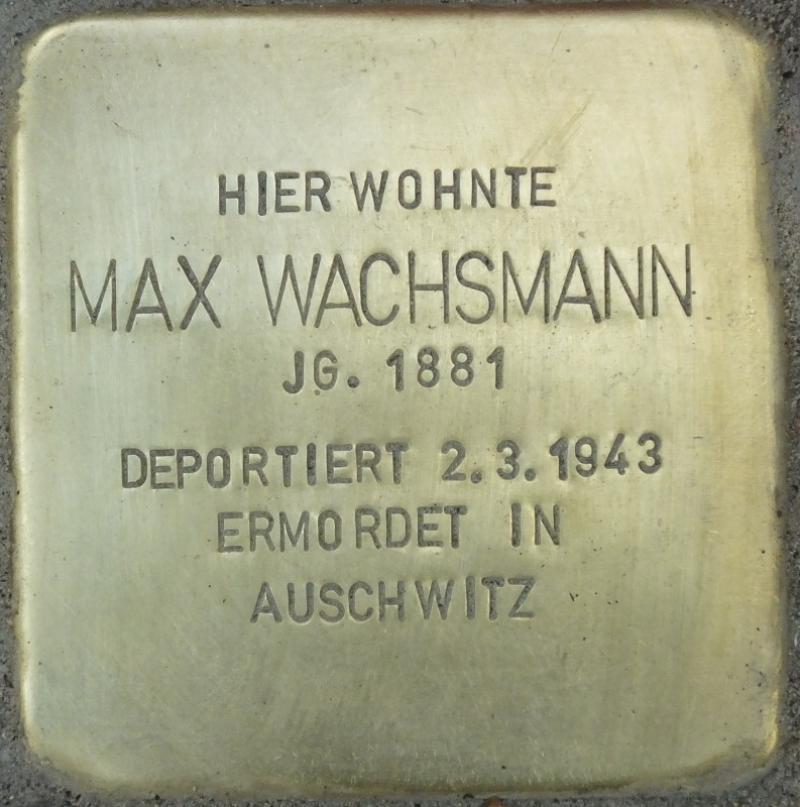 HIER WOHNTE
MAX WACHSMANN
JG. 1881
DEPORTIERT 2.3.1943
ERMORDET IN
AUSCHWITZ